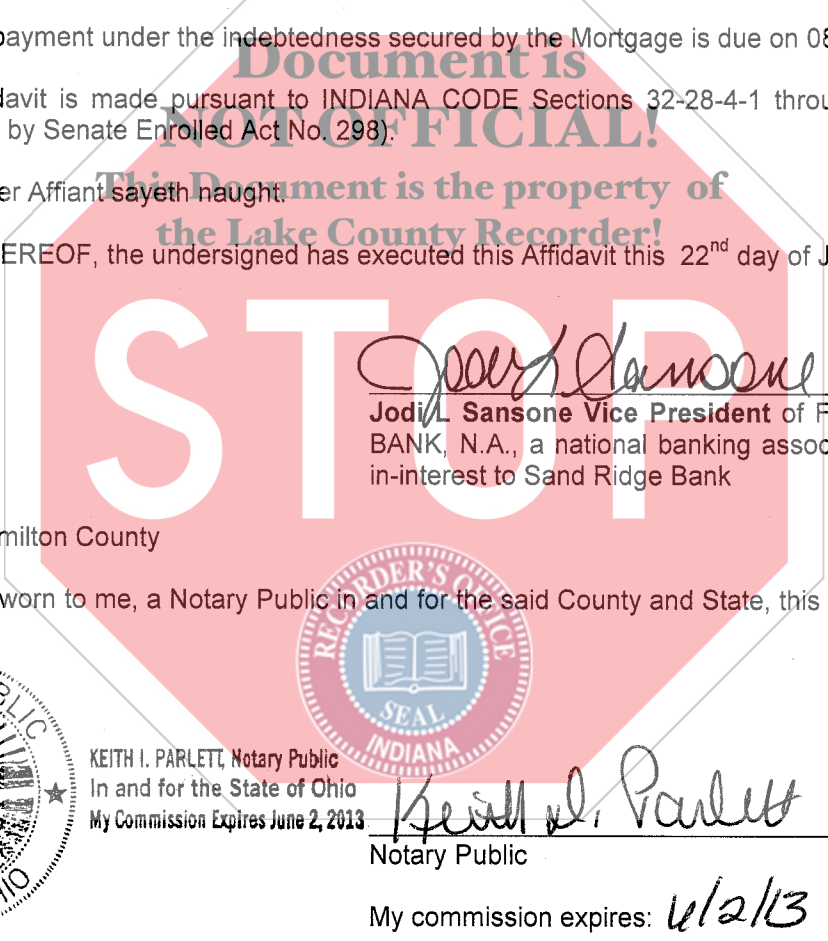 payment under the indebtedness secured by the Mortgage is due on 08
Document is
davit is made pursuant to INDIANA CODE Sections 32-28-4-1 throu
NOT OFFICIAL!
by Senate Enrolled Act No. 298).
This Document is the property of
er Affiant sayeth naught.
the Lake County Recorder!
EREOF, the undersigned has executed this Affidavit this 22nd day of J
STOP
Jodi L Sansone
Jodi L Sansone Vice President of F
BANK, N.A., a national banking assoc
in-interest to Sand Ridge Bank
milton County
worn to me, a Notary Public in and for the said County and State, this
RECORDER'S OFFICE
SEAL
INDIANA
BLIC
KEITH I. PARLETT, Notary Public
In and for the State of Ohio
My Commission Expires June 2, 2013
HIO
Keith I. Parlett
Notary Public
My commission expires: 6/2/13